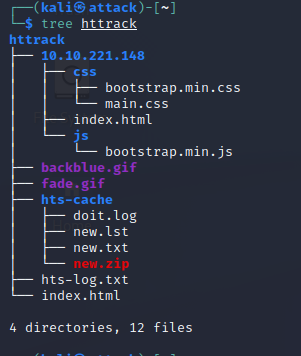 ┌──(kali㉿attack)-[~]
└─$ tree httrack
httrack
├── 10.10.221.148
│   ├── css
│   │   ├── bootstrap.min.css
│   │   └── main.css
│   ├── index.html
│   └── js
│       └── bootstrap.min.js
├── backblue.gif
├── fade.gif
├── hts-cache
│   ├── doit.log
│   ├── new.lst
│   ├── new.txt
│   └── new.zip
├── hts-log.txt
└── index.html
4 directories, 12 files